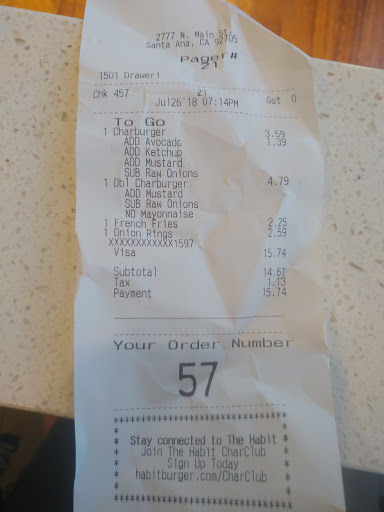 2777 N. Main St.
Santa Ana, CA 92705
Pager#
21
1501 Drawer1
Chk 457 21
Jul26'18 07:14PM Gst 0
To Go
1 Charburger 3.59
ADD Avocado 1.39
ADD Ketchup
ADD Mustard
SUB Raw Onions
1 Dbl Charburger 4.79
ADD Mustard
SUB Raw Onions
NO Mayonnaise
1 French Fries 2.25
1 Onion Rings 2.59
XXXXXXXXXXXX1597
Visa 15.74
Subtotal 14.61
Tax 1.13
Payment 15.74
Your Order Number
57
Stay connected to The Habit
Join The Habit CharClub
Sign Up Today
habitburger.com/CharClub